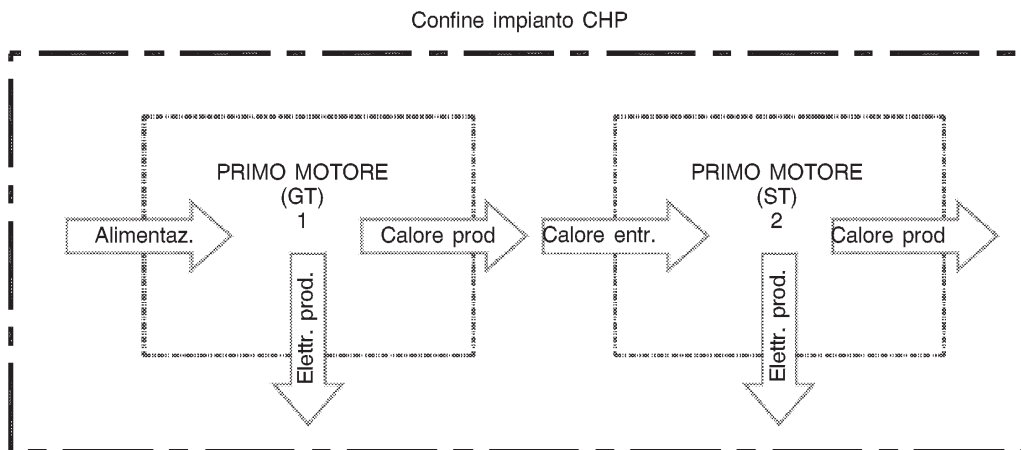 Confine impianto CHP
PRIMO MOTORE
(GT)
1
Alimentaz.
Calore prod
Elettr. prod.
PRIMO MOTORE
(ST)
2
Calore entr.
Calore prod
Elettr. prod.